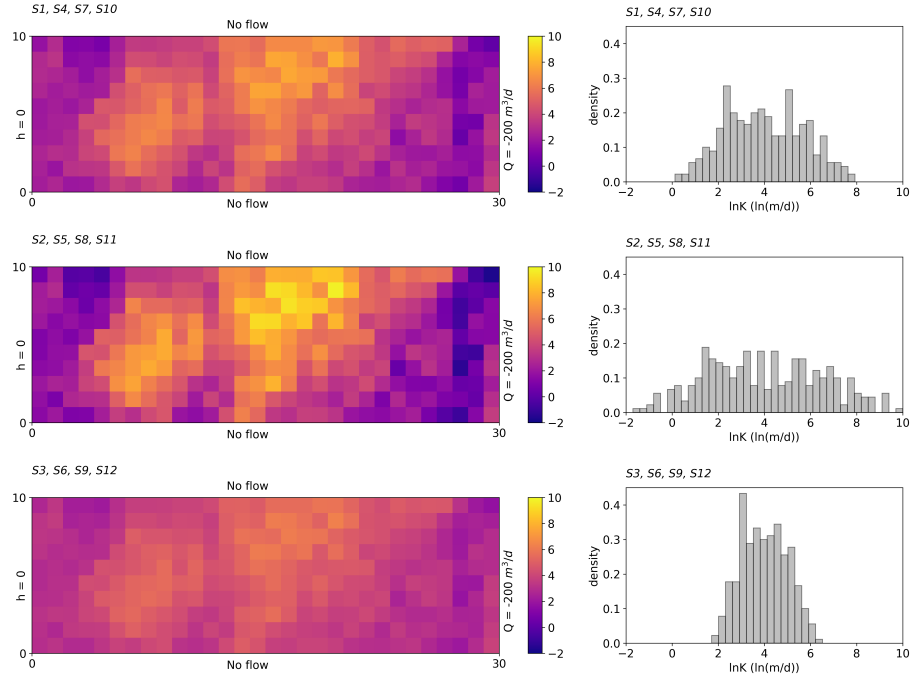 S1, S4, S7, S10
No flow
10
h = 0
0
0
No flow
30
Q = -200 m³/d
10
8
6
4
2
0
−2
S1, S4, S7, S10
density
0.4
0.3
0.2
0.1
0.0
−2
0
2
4
6
8
10
lnK (ln(m/d))
S2, S5, S8, S11
No flow
10
h = 0
0
0
No flow
30
Q = -200 m³/d
10
8
6
4
2
0
−2
S2, S5, S8, S11
density
0.4
0.3
0.2
0.1
0.0
−2
0
2
4
6
8
10
lnK (ln(m/d))
S3, S6, S9, S12
No flow
10
h = 0
0
0
No flow
30
Q = -200 m³/d
10
8
6
4
2
0
−2
S3, S6, S9, S12
density
0.4
0.3
0.2
0.1
0.0
−2
0
2
4
6
8
10
lnK (ln(m/d))